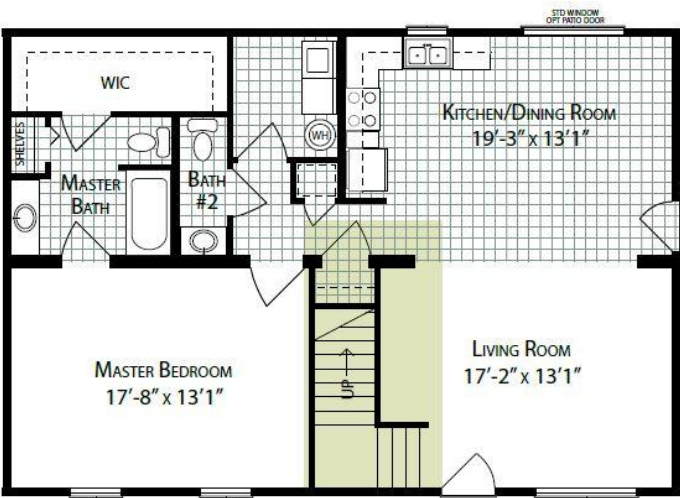 STD WINDOW
OPT PATIO DOOR
WIC
KITCHEN/DINING ROOM
19'-3" x 13'1"
WH
SHELVES
MASTER
BATH
BATH
#2
MASTER BEDROOM
17'-8" x 13'1"
UP
LIVING ROOM
17'-2" x 13'1"